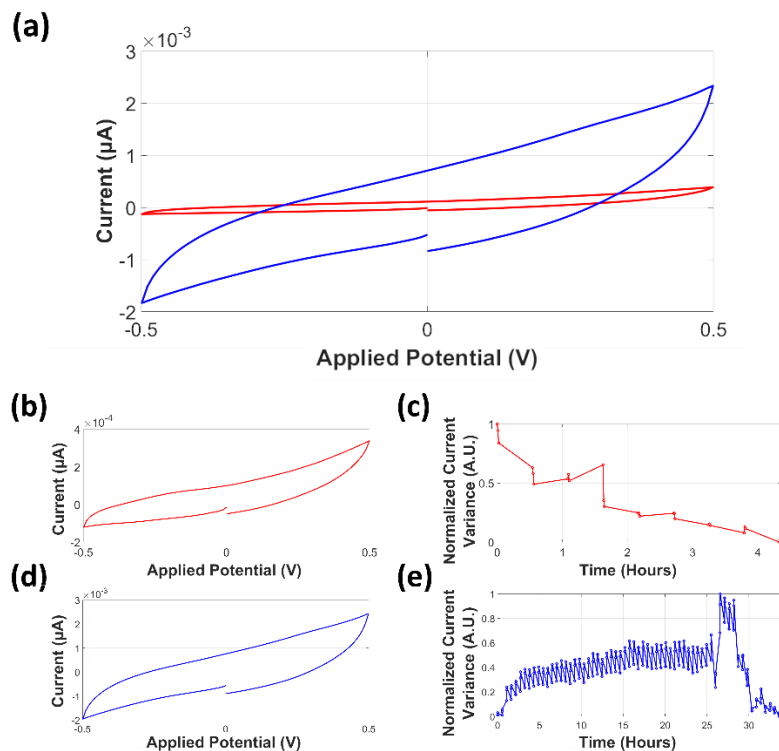 (a)
×10⁻³
3
2
1
0
-1
-2
Current (µA)
-0.5 0 0.5
Applied Potential (V)
(b)
×10⁻⁴
4
2
0
-2
Current (µA)
-0.5 0 0.5
Applied Potential (V)
(c)
1
0.5
0
Normalized Current
Variance (A.U.)
0 1 2 3 4
Time (Hours)
(d)
×10⁻³
3
2
1
0
-1
-2
Current (µA)
-0.5 0 0.5
Applied Potential (V)
(e)
1
0.8
0.6
0.4
0.2
0
Normalized Current
Variance (A.U.)
0 5 10 15 20 25 30
Time (Hours)